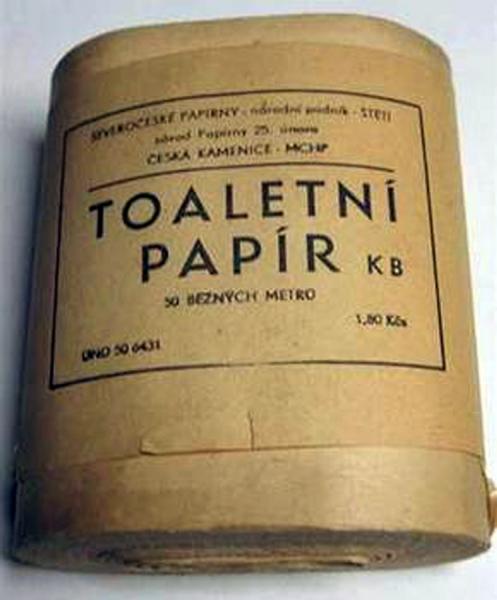 SEVEROČESKÉ PAPÍRNY - národní podnik - ŠTĚTÍ
závod Papírny 25. února
ČESKÁ KAMENICE - MCHP
TOALETNÍ
PAPÍR KB
50 BĚŽNÝCH METRŮ
1,80 Kčs
ÚNO 50 6431